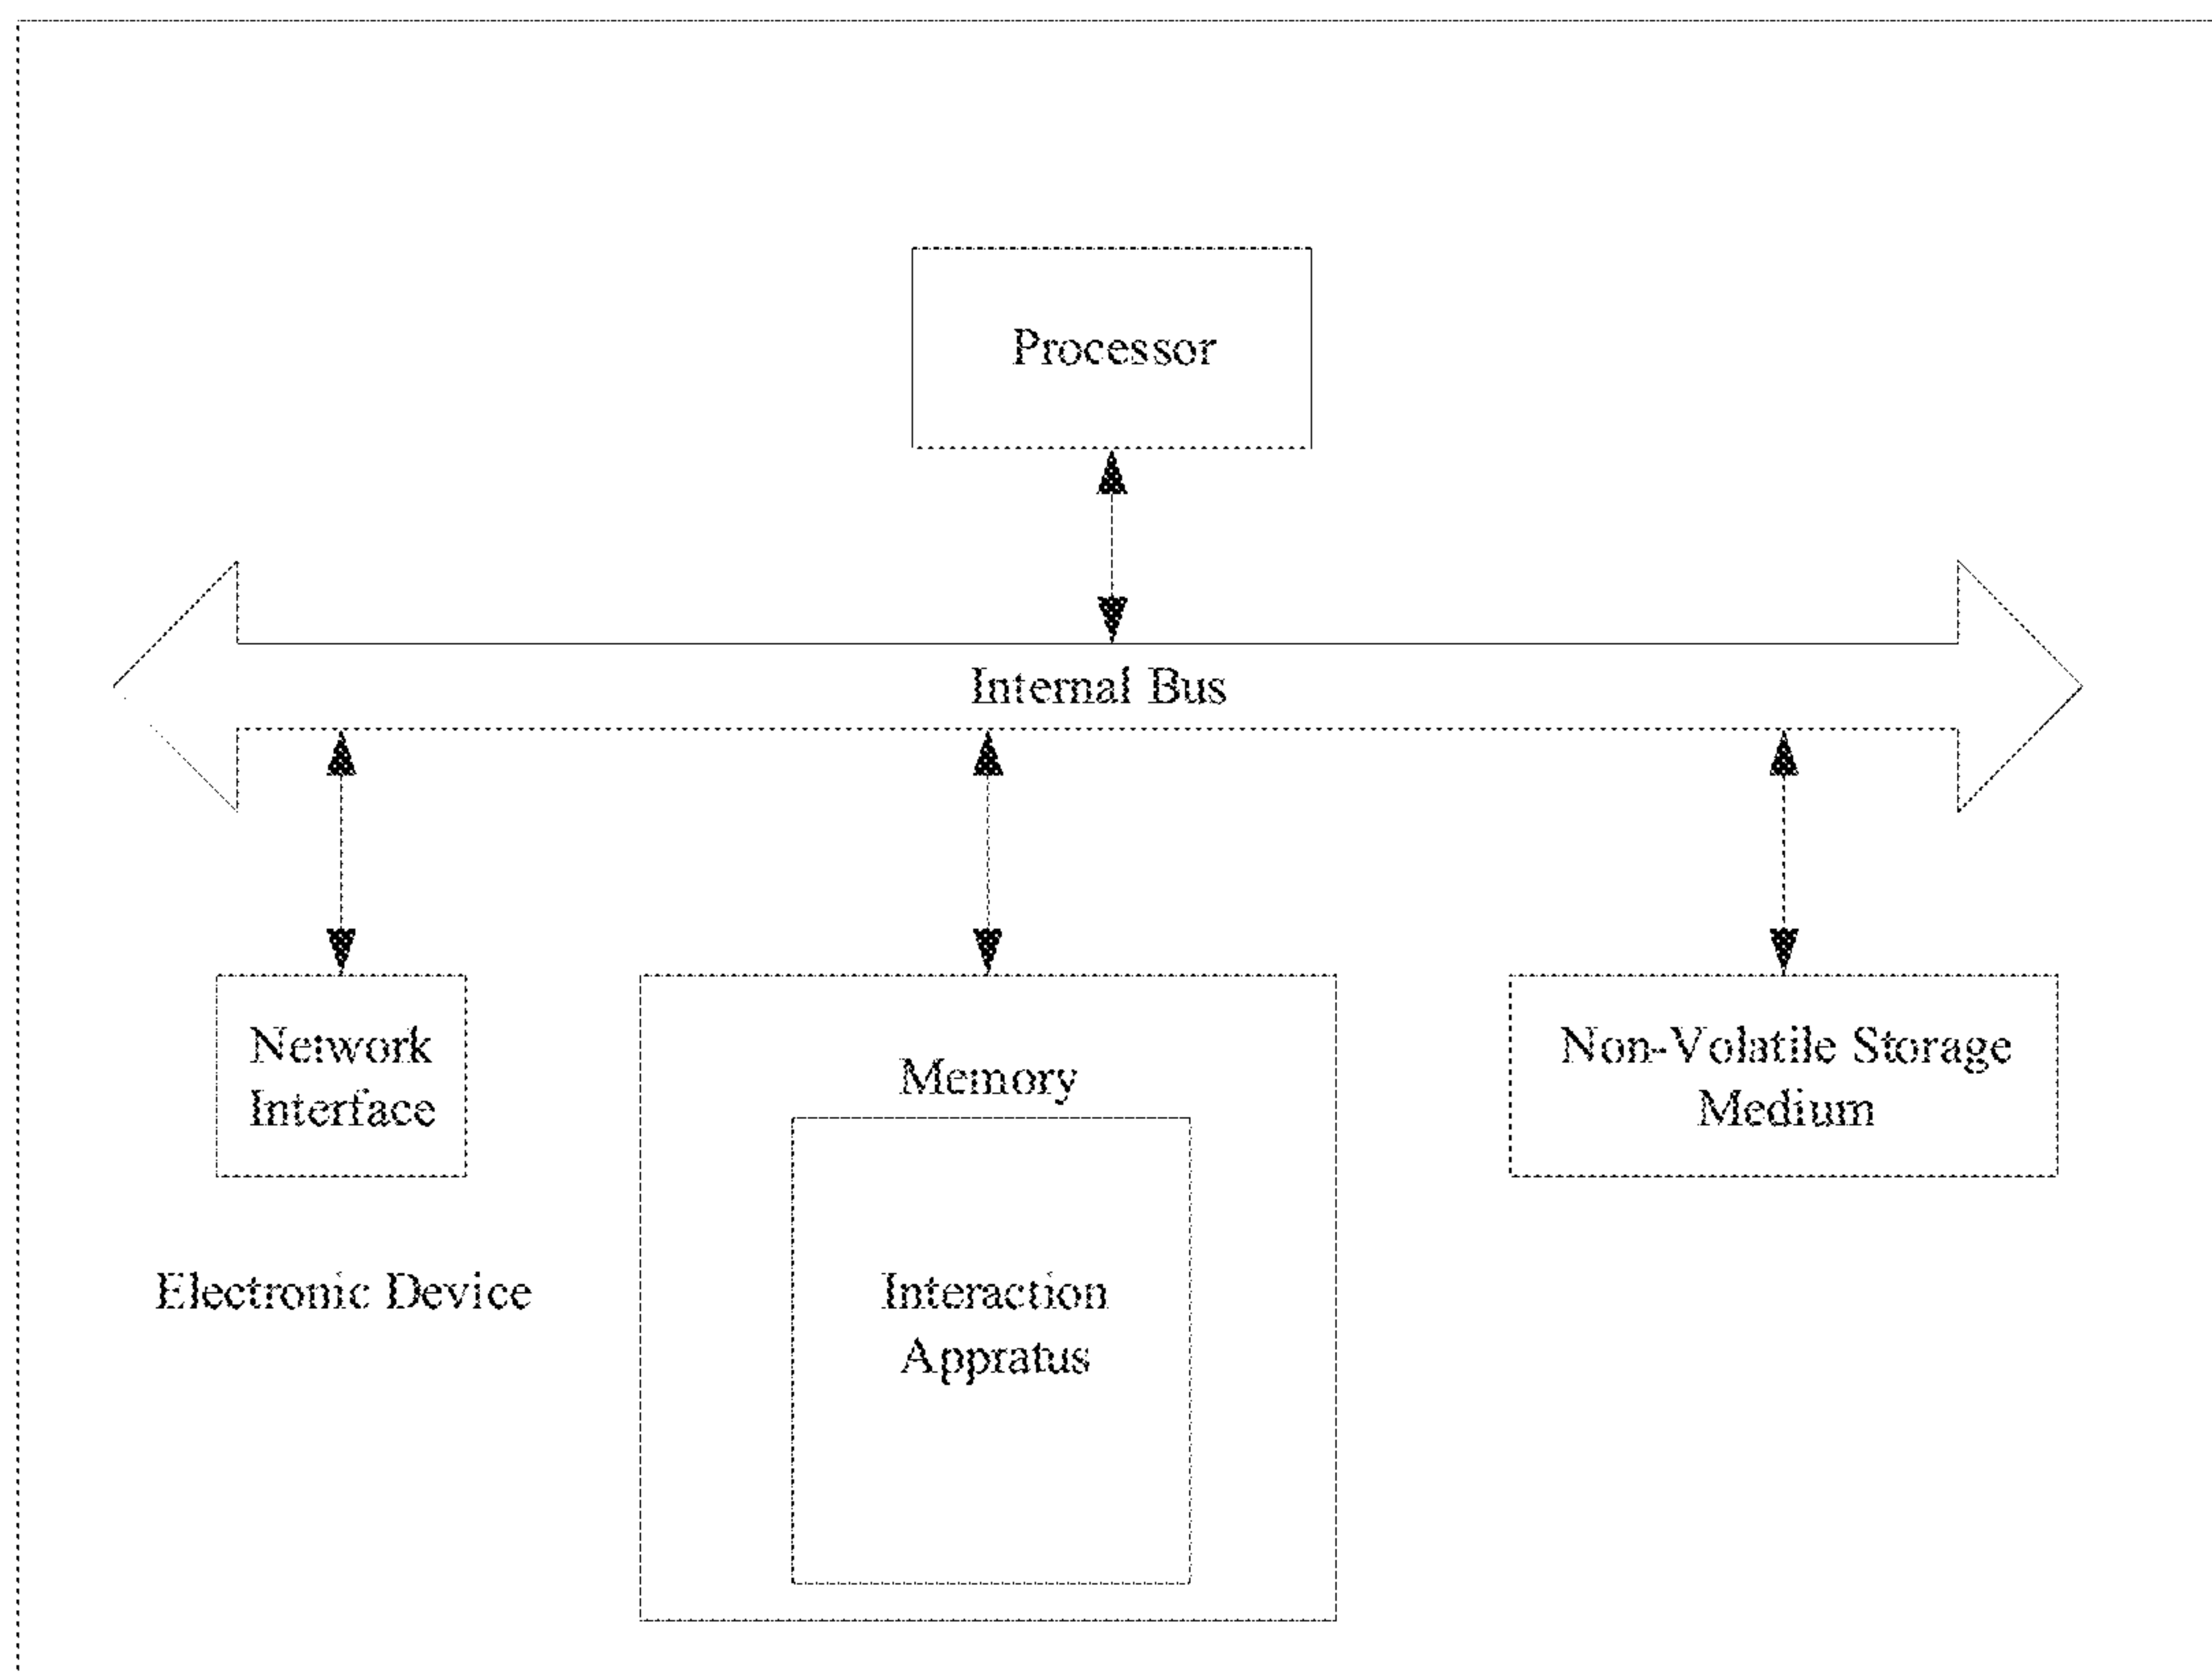 Processor
Internal Bus
Network
Interface
Memory
Non-Volatile Storage
Medium
Electronic Device
Interaction
Appratus